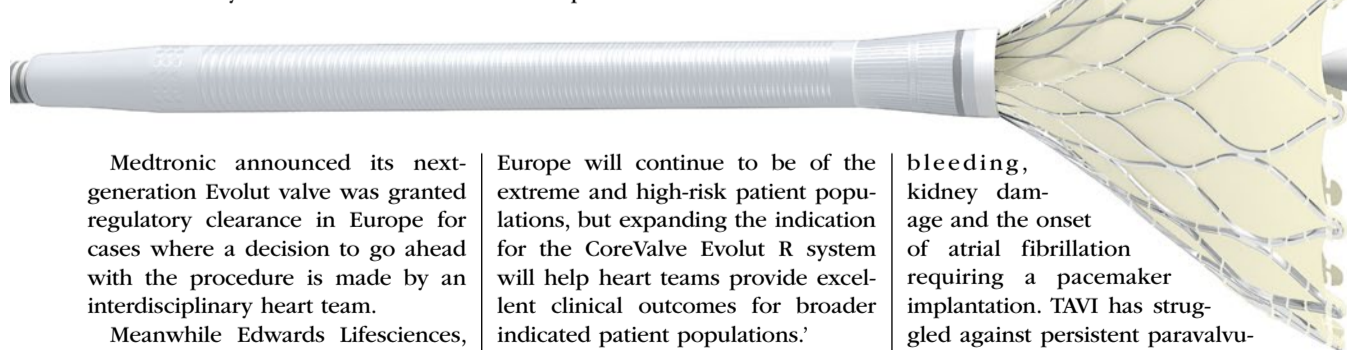 Medtronic announced its next-
generation Evolut valve was granted
regulatory clearance in Europe for
cases where a decision to go ahead
with the procedure is made by an
interdisciplinary heart team.
Meanwhile Edwards Lifesciences,
Europe will continue to be of the
extreme and high-risk patient popu-
lations, but expanding the indication
for the CoreValve Evolut R system
will help heart teams provide excel-
lent clinical outcomes for broader
indicated patient populations.’
bleeding,
kidney dam-
age and the onset
of atrial fibrillation
requiring a pacemaker
implantation. TAVI has strug-
gled against persistent paravalvu-